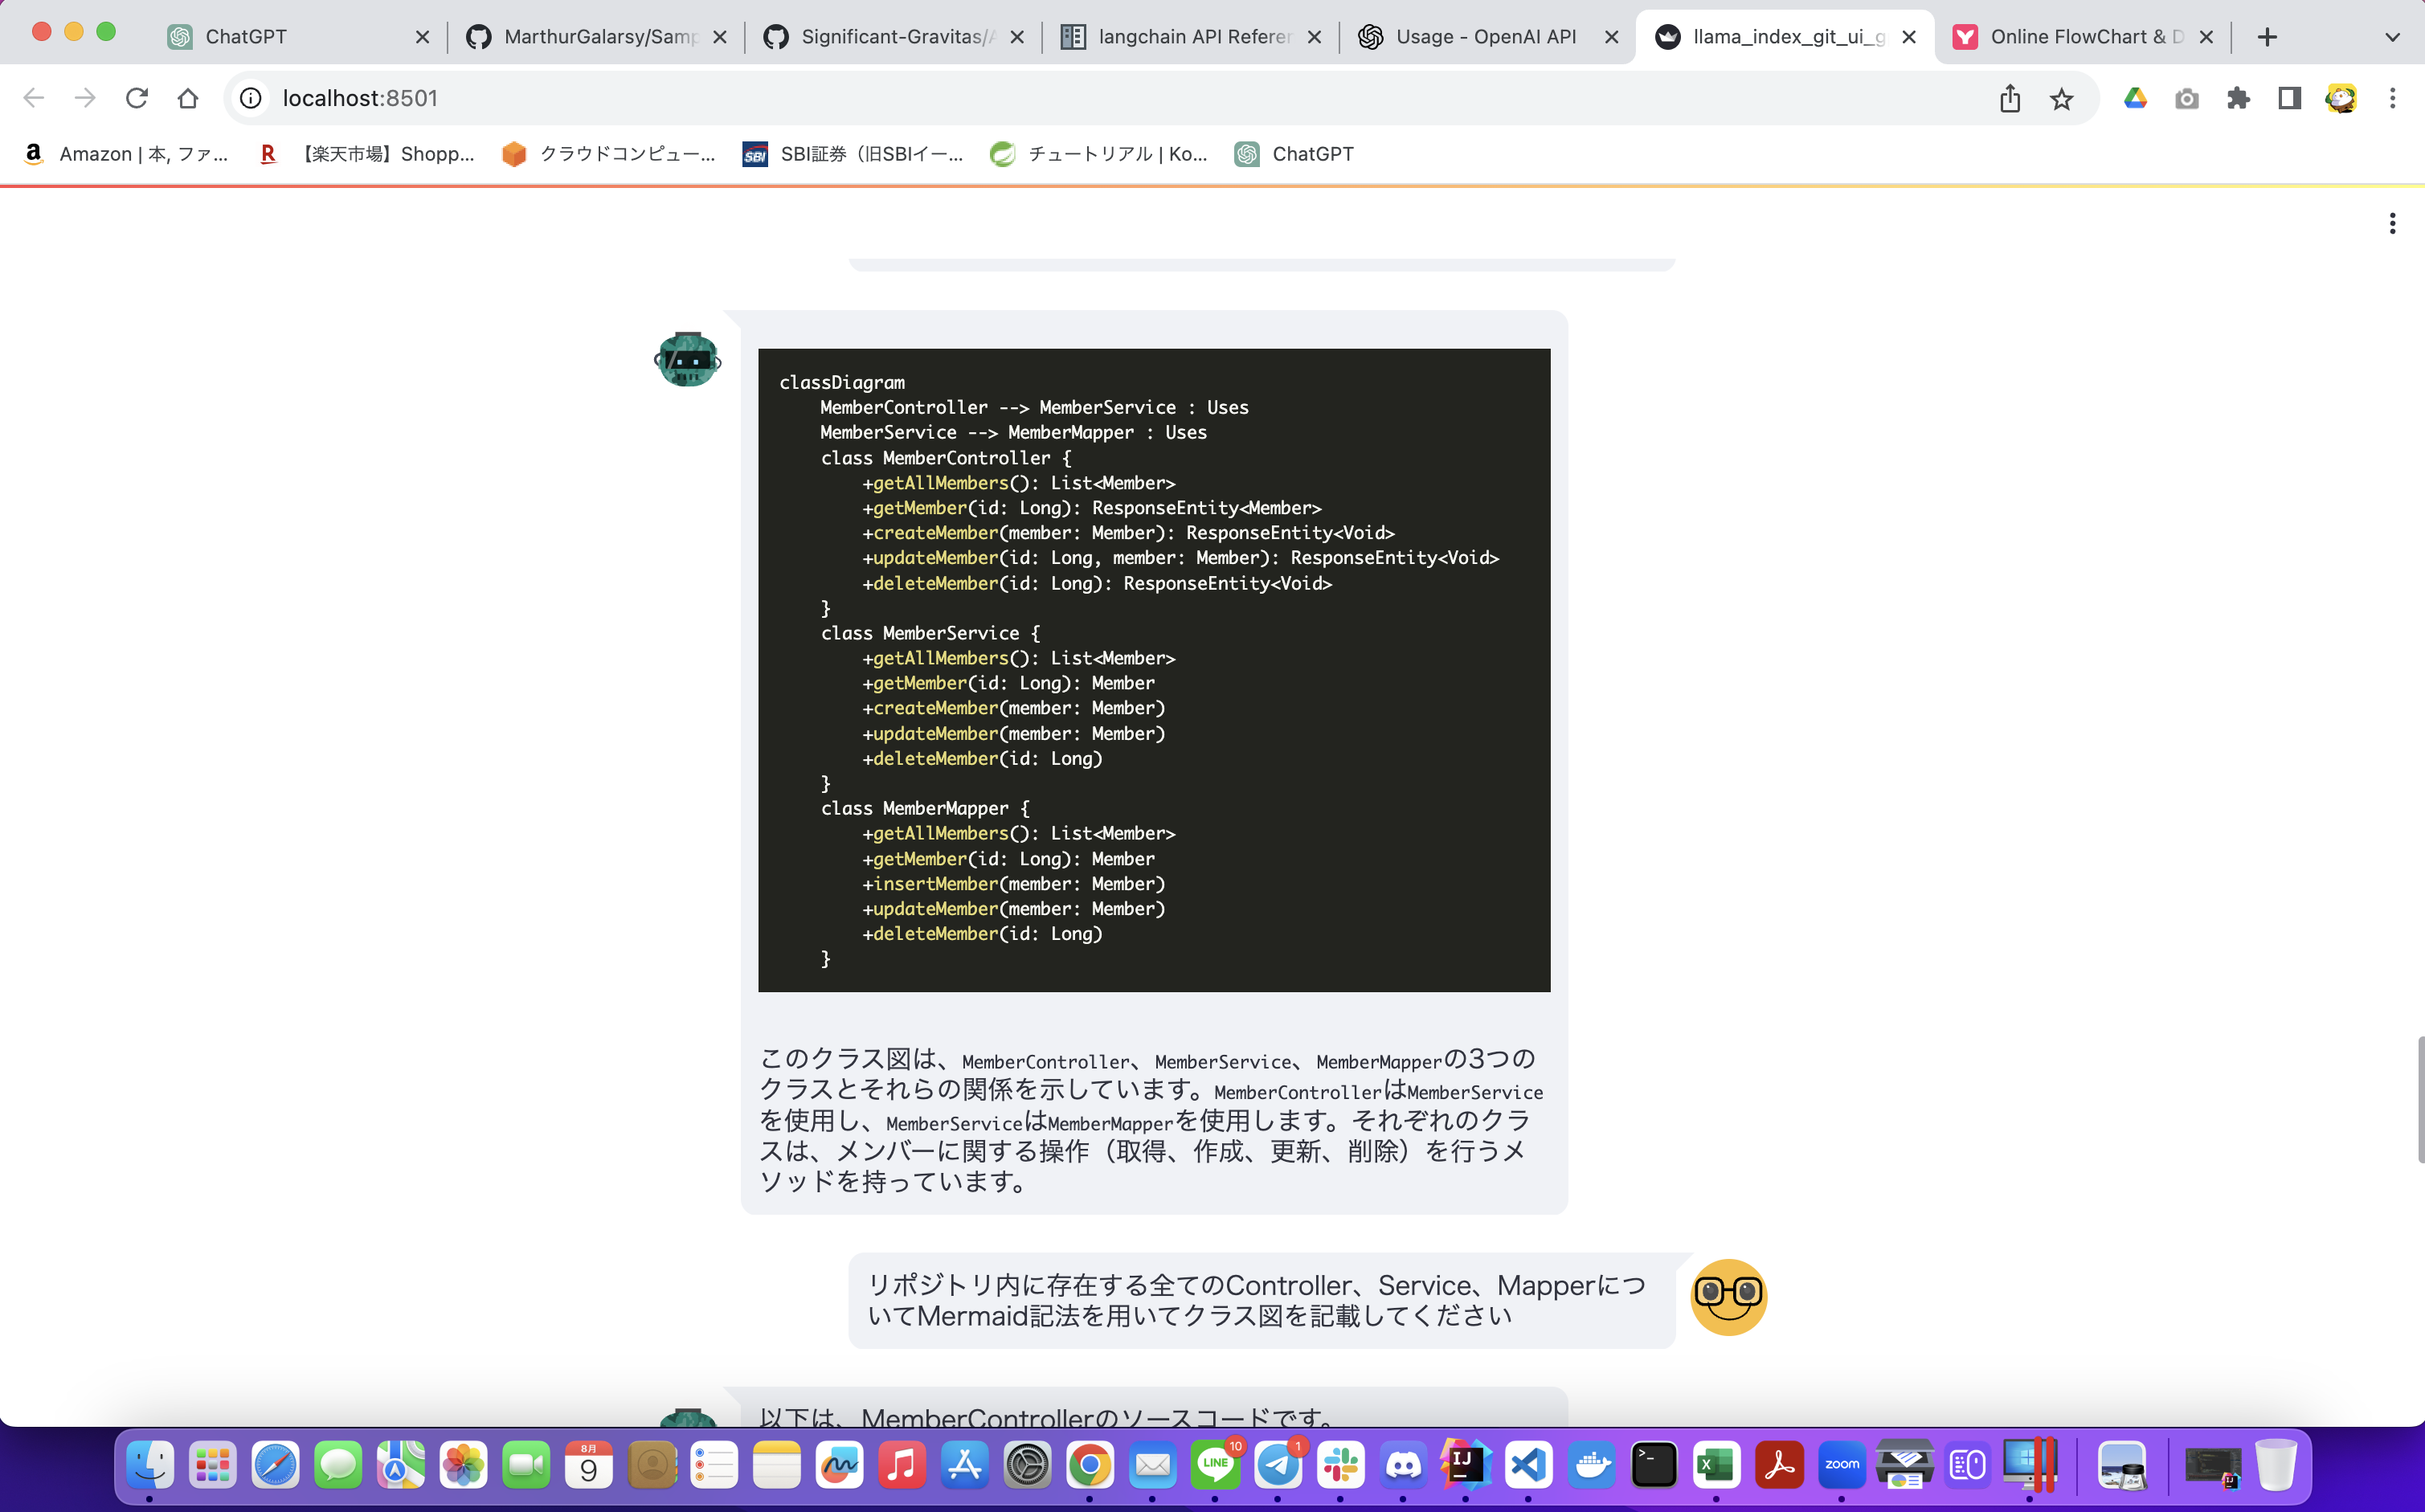 ChatGPT
MarthurGalarsy/Samp
Significant-Gravitas/A
langchain API Referen
Usage - OpenAI API
llama_index_git_ui_g
Online FlowChart & D
localhost:8501
Amazon | 本, ファ...
【楽天市場】Shopp...
クラウドコンピュー...
SBI証券（旧SBIイー...
チュートリアル | Ko...
ChatGPT
classDiagram
MemberController --> MemberService : Uses
MemberService --> MemberMapper : Uses
class MemberController {
+getAllMembers(): List<Member>
+getMember(id: Long): ResponseEntity<Member>
+createMember(member: Member): ResponseEntity<Void>
+updateMember(id: Long, member: Member): ResponseEntity<Void>
+deleteMember(id: Long): ResponseEntity<Void>
}
class MemberService {
+getAllMembers(): List<Member>
+getMember(id: Long): Member
+createMember(member: Member)
+updateMember(member: Member)
+deleteMember(id: Long)
}
class MemberMapper {
+getAllMembers(): List<Member>
+getMember(id: Long): Member
+insertMember(member: Member)
+updateMember(member: Member)
+deleteMember(id: Long)
}
このクラス図は、MemberController、MemberService、MemberMapperの3つの
クラスとそれらの関係を示しています。MemberControllerはMemberService
を使用し、MemberServiceはMemberMapperを使用します。それぞれのクラ
スは、メンバーに関する操作（取得、作成、更新、削除）を行うメ
ソッドを持っています。
リポジトリ内に存在する全てのController、Service、Mapperにつ
いてMermaid記法を用いてクラス図を記載してください
以下は、MemberControllerのソースコードです。
8月
9
LINE
10
1
IJ
zoom